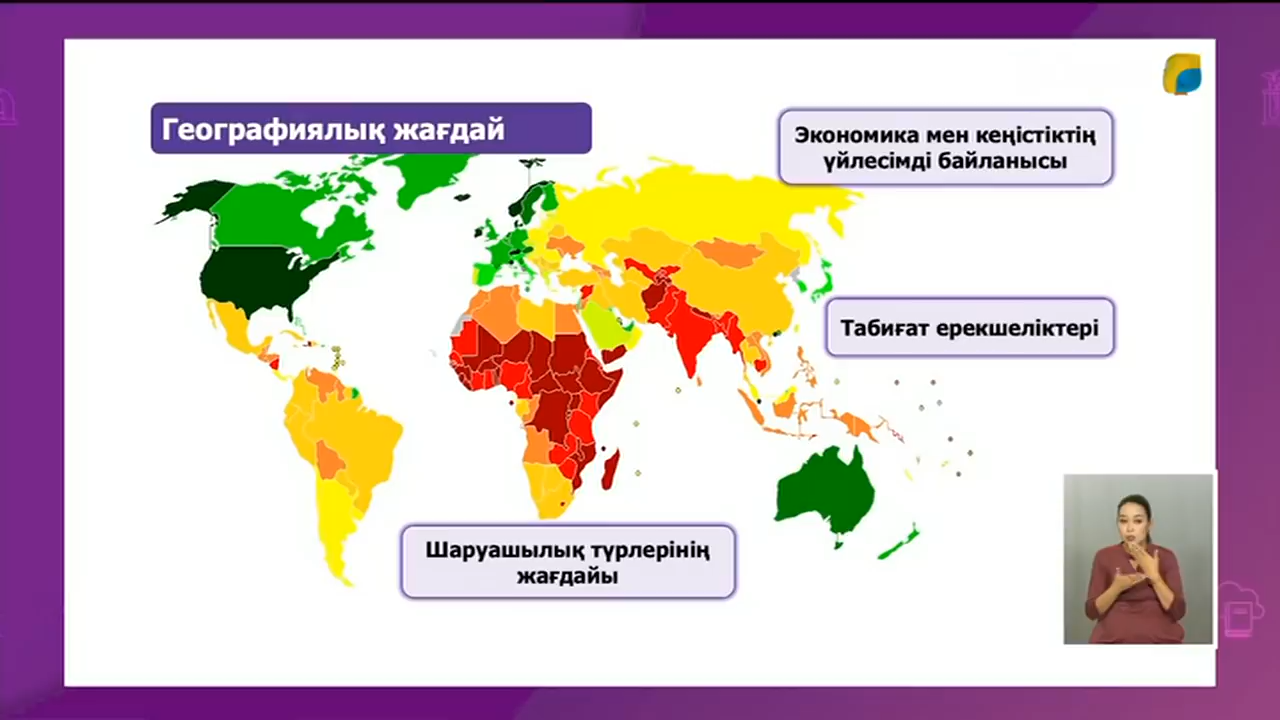 Географиялық жағдай
Экономика мен кеңістіктің
үйлесімді байланысы
Табиғат ерекшеліктері
Шаруашылық түрлерінің
жағдайы